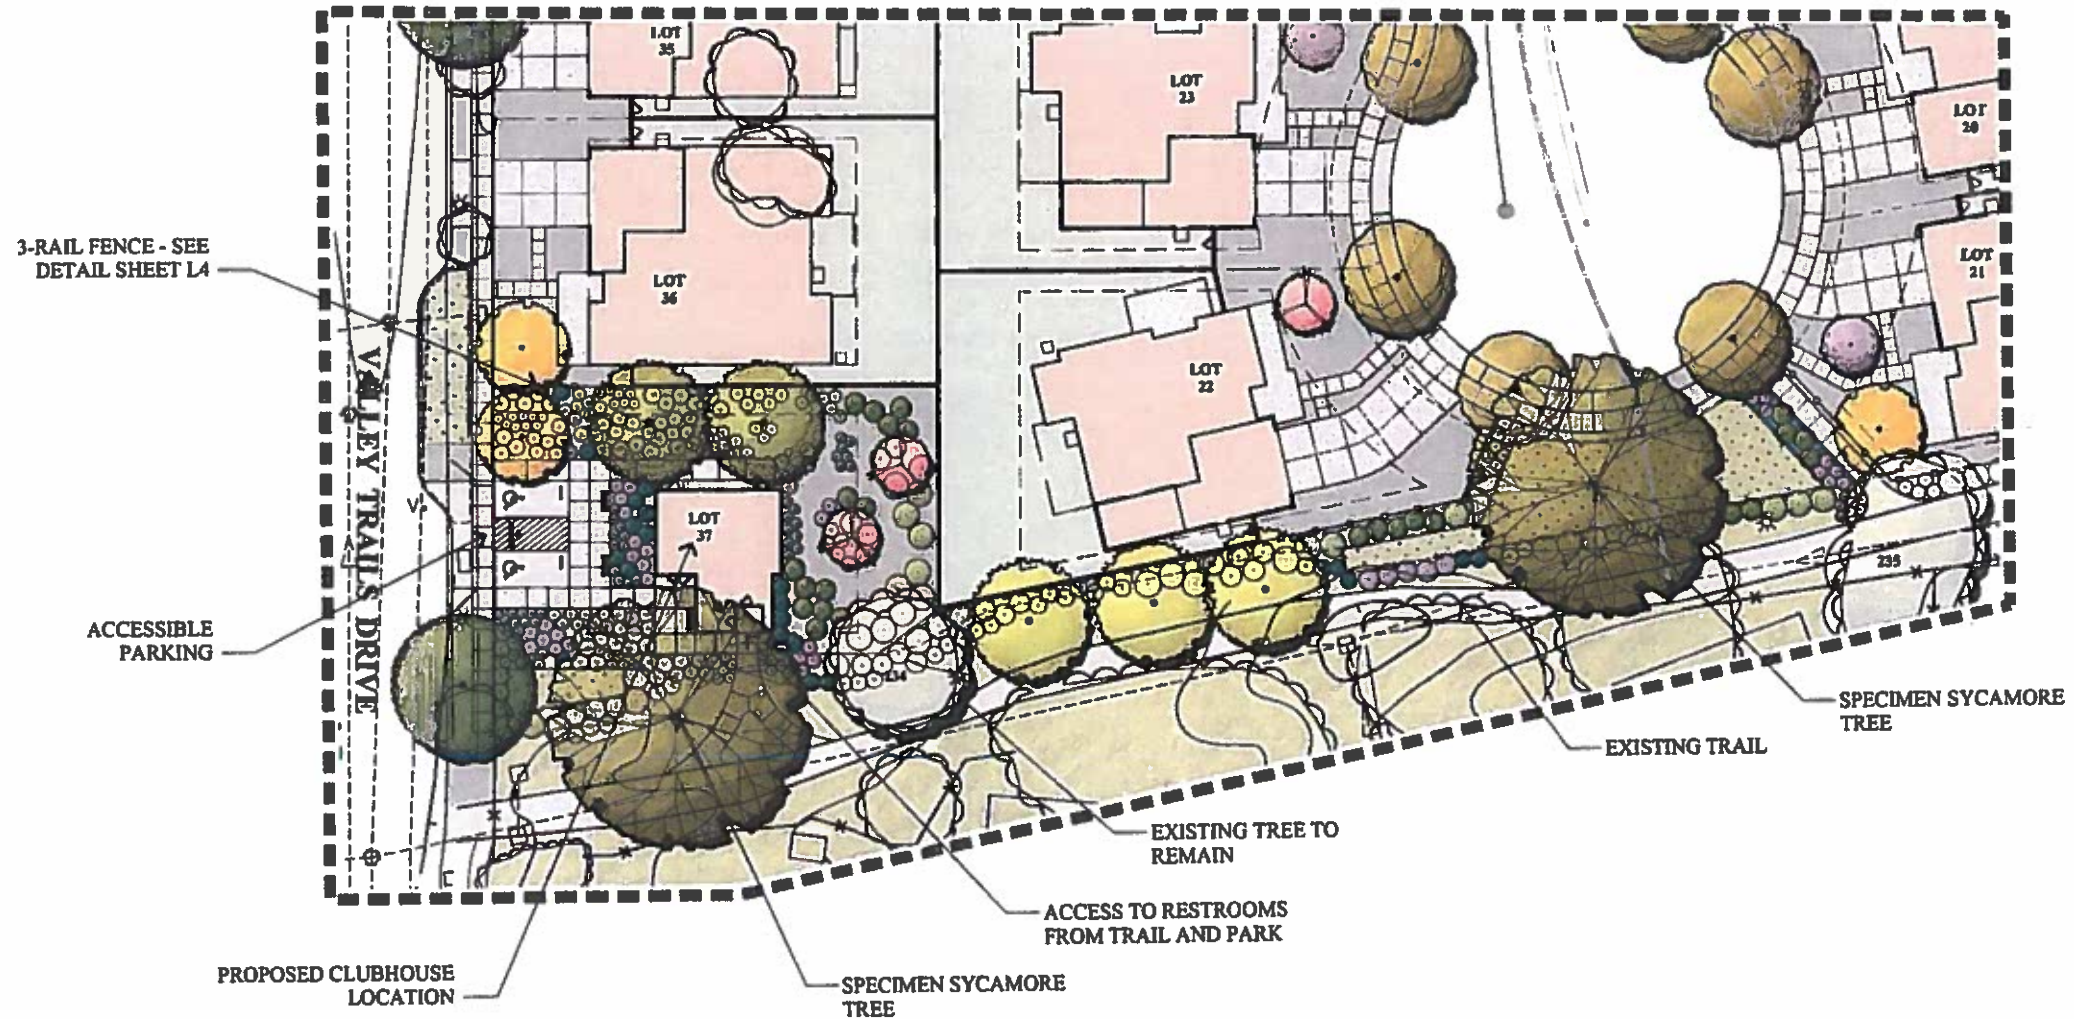 LOT
35
LOT
23
LOT
20
3-RAIL FENCE - SEE
DETAIL SHEET L4
LOT
36
LOT
21
LOT
22
VALLEY TRAILS DRIVE
LOT
37
235
234
ACCESSIBLE
PARKING
SPECIMEN SYCAMORE
TREE
EXISTING TRAIL
EXISTING TREE TO
REMAIN
ACCESS TO RESTROOMS
FROM TRAIL AND PARK
PROPOSED CLUBHOUSE
LOCATION
SPECIMEN SYCAMORE
TREE